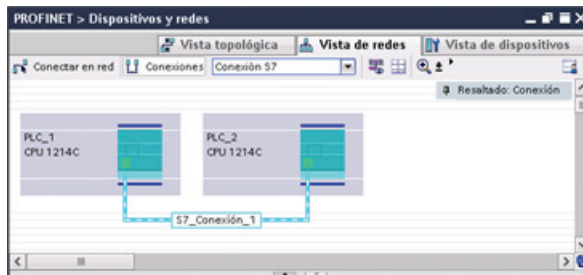 PROFINET > Dispositivos y redes
Vista topológica Vista de redes Vista de dispositivos
Conectar en red Conexiones Conexión S7
Resaltado: Conexión
PLC_1
CPU 1214C
PLC_2
CPU 1214C
S7_Conexión_1